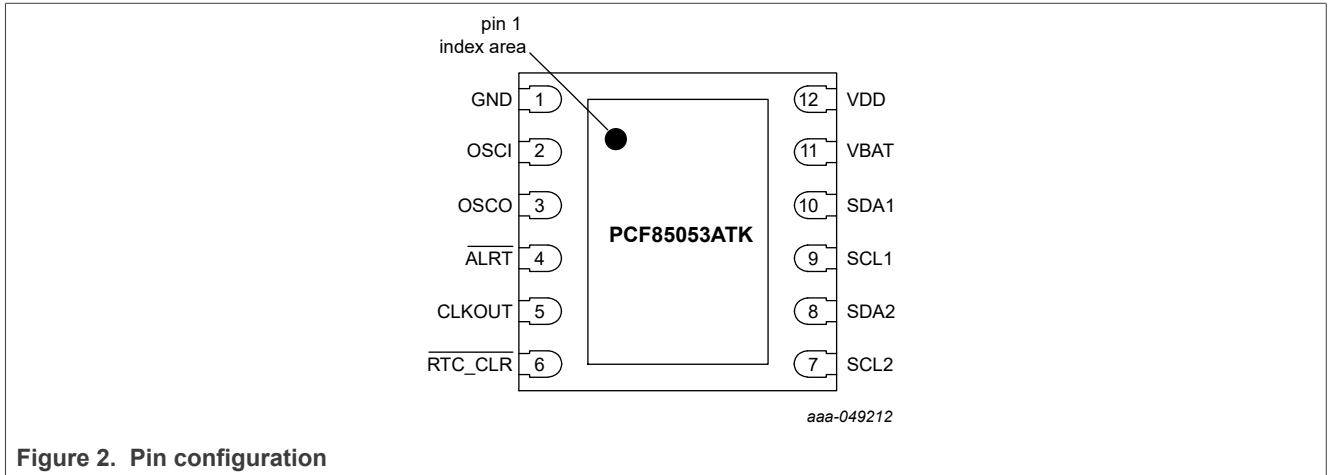 pin 1
index area
GND 1
OSCI 2
OSCO 3
ALRT 4
CLKOUT 5
RTC_CLR 6
PCF85053ATK
12 VDD
11 VBAT
10 SDA1
9 SCL1
8 SDA2
7 SCL2
aaa-049212
Figure 2. Pin configuration